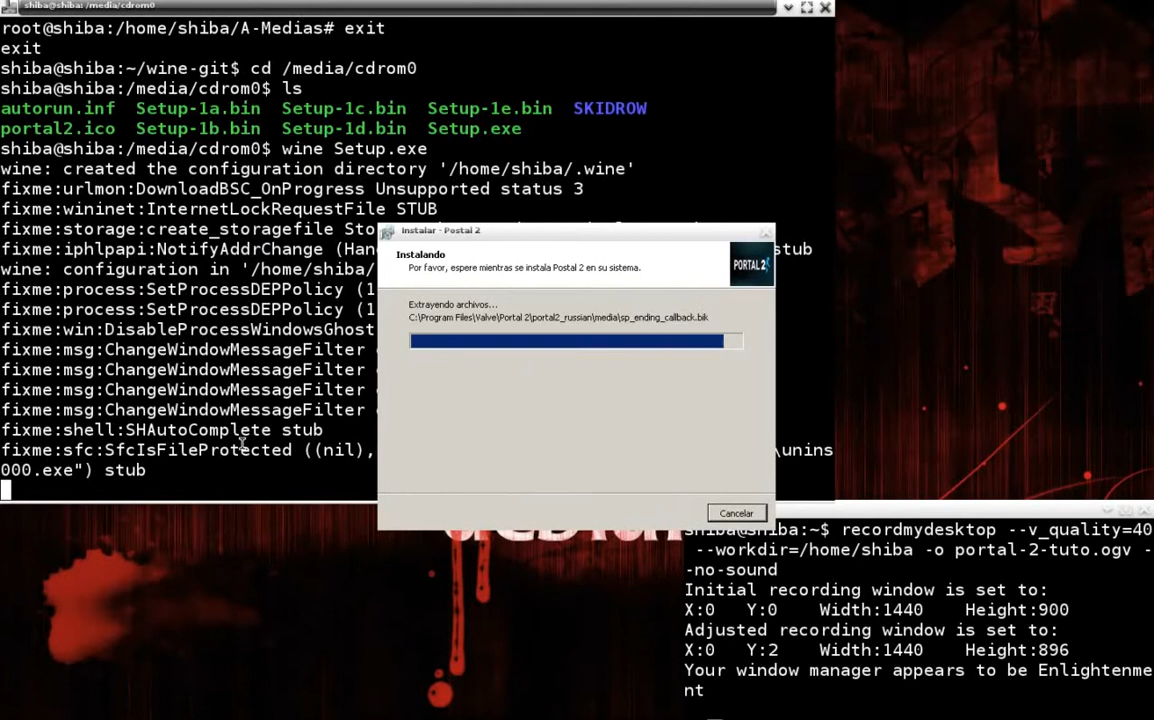 shiba@shiba: /media/cdrom0
root@shiba:/home/shiba/A-Medias# exit
exit
shiba@shiba:~/wine-git$ cd /media/cdrom0
shiba@shiba:/media/cdrom0$ ls
autorun.inf Setup-1a.bin Setup-1c.bin Setup-1e.bin SKIDROW
portal2.ico Setup-1b.bin Setup-1d.bin Setup.exe
shiba@shiba:/media/cdrom0$ wine Setup.exe
wine: created the configuration directory '/home/shiba/.wine'
fixme:urlmon:DownloadBSC_OnProgress Unsupported status 3
fixme:wininet:InternetLockRequestFile STUB
fixme:storage:create_storagefile Sto
fixme:iphlpapi:NotifyAddrChange (Han stub
wine: configuration in '/home/shiba/
fixme:process:SetProcessDEPPolicy (1
fixme:process:SetProcessDEPPolicy (1
fixme:win:DisableProcessWindowsGhost
fixme:msg:ChangeWindowMessageFilter
fixme:msg:ChangeWindowMessageFilter
fixme:msg:ChangeWindowMessageFilter
fixme:msg:ChangeWindowMessageFilter
fixme:shell:SHAutoComplete stub
fixme:sfc:SfcIsFileProtected ((nil), \unins
000.exe") stub
Instalar - Postal 2
Instalando
Por favor, espere mientras se instala Postal 2 en su sistema.
PORTAL 2
Extrayendo archivos...
C:\Program Files\Valve\Portal 2\portal2_russian\media\sp_ending_callback.bik
Cancelar
shiba@shiba:~$ recordmydesktop --v_quality=40
--workdir=/home/shiba -o portal-2-tuto.ogv -
-no-sound
Initial recording window is set to:
X:0 Y:0 Width:1440 Height:900
Adjusted recording window is set to:
X:0 Y:2 Width:1440 Height:896
Your window manager appears to be Enlightenme
nt